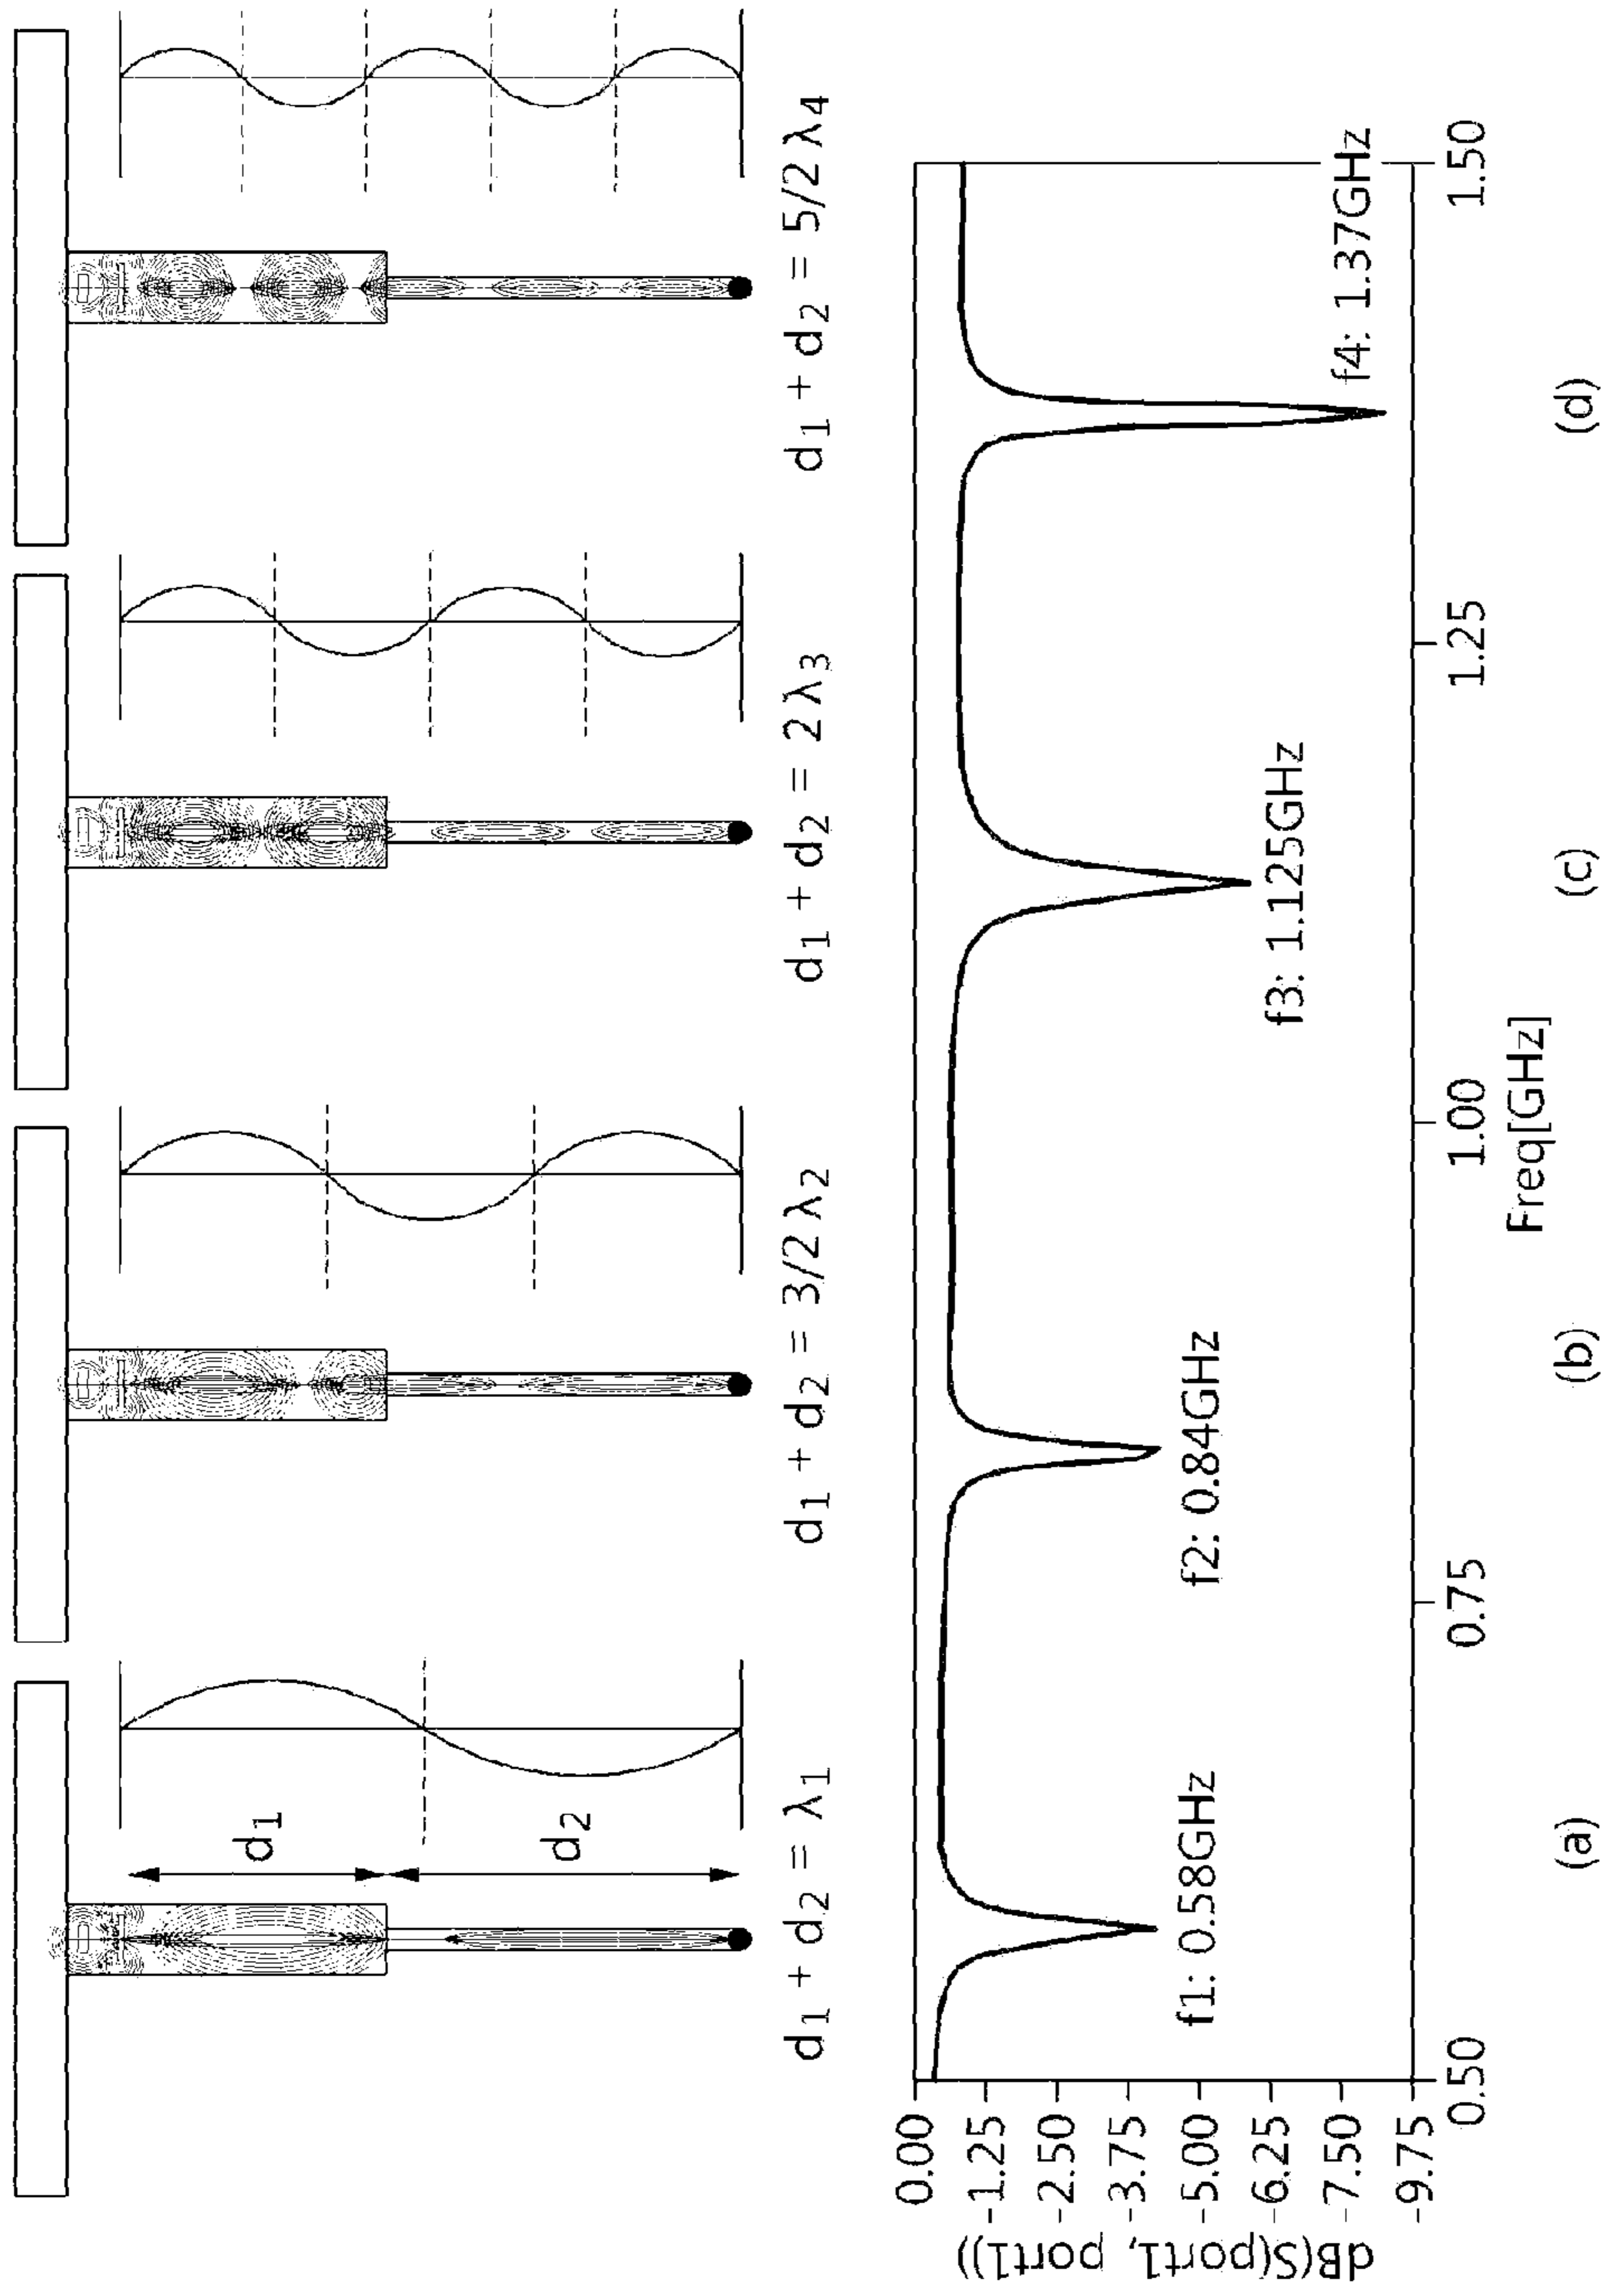 d1
d2
d1 + d2 = λ1
d1 + d2 = 3/2 λ2
d1 + d2 = 2λ3
d1 + d2 = 5/2 λ4
dB(S(port1, port1))
0.00
-1.25
-2.50
-3.75
-5.00
-6.25
-7.50
-9.75
f1: 0.58GHz
f2: 0.84GHz
f3: 1.125GHz
f4: 1.37GHz
0.50
0.75
1.00
1.25
1.50
Freq[GHz]
(a)
(b)
(c)
(d)